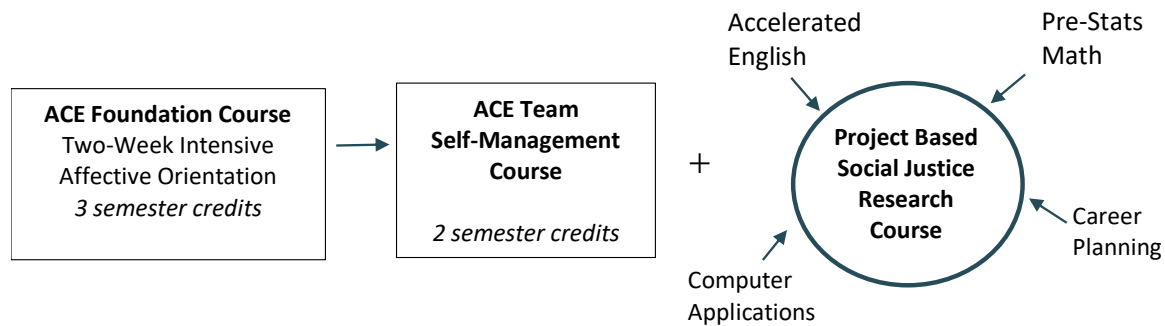 ACE Foundation Course
Two-Week Intensive
Affective Orientation
3 semester credits
ACE Team
Self-Management
Course
2 semester credits
+
Accelerated
English
Pre-Stats
Math
Project Based
Social Justice
Research
Course
Career
Planning
Computer
Applications